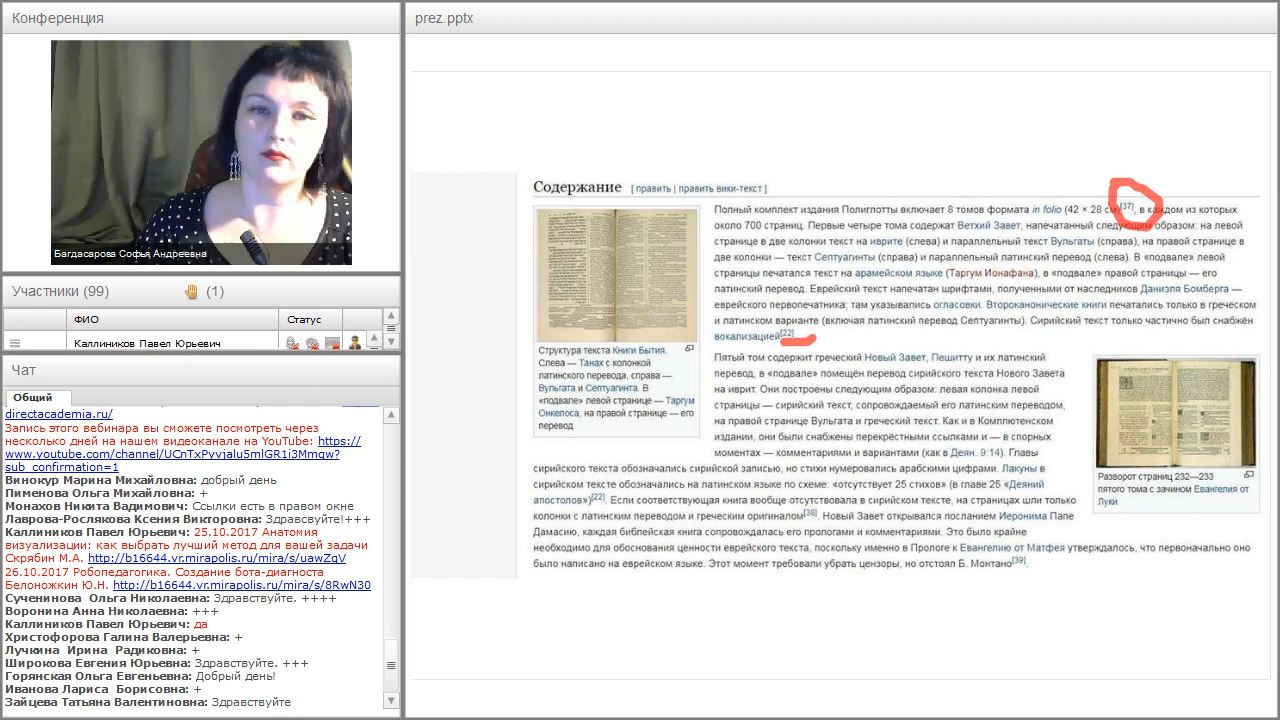 Конференция
Багдасарова Софья Андреевна
Участники (99) (1)
ФИО Статус
Каллиников Павел Юрьевич
Чат
Общий
directacademia.ru/
Запись этого вебинара вы сможете посмотреть через
несколько дней на нашем видеоканале на YouTube: https://
www.youtube.com/channel/UCnTxPyvjalu5mlGR1i3Mmqw?
sub_confirmation=1
Винокур Марина Михайловна: добрый день
Пименова Ольга Михайловна: +
Монахов Никита Вадимович: Ссылки есть в правом окне
Лаврова-Рослякова Ксения Викторовна: Здравсвуйте!+++
Каллиников Павел Юрьевич: 25.10.2017 Анатомия
визуализации: как выбрать лучший метод для вашей задачи
Скрябин М.А. http://b16644.vr.mirapolis.ru/mira/s/uawZqV
26.10.2017 Робопедагогика. Создание бота-диагноста
Белоножкин Ю.Н. http://b16644.vr.mirapolis.ru/mira/s/8RwN30
Сученинова Ольга Николаевна: Здравствуйте. ++++
Воронина Анна Николаевна: +++
Каллиников Павел Юрьевич: да
Христофорова Галина Валерьевна: +
Лучкина Ирина Радиковна: +
Широкова Евгения Юрьевна: Здравствуйте. +++
Горянская Ольга Евгеньевна: Добрый день!
Иванова Лариса Борисовна: +
Зайцева Татьяна Валентиновна: Здравствуйте
prez.pptx
Содержание [ править | править вики-текст ]
Полный комплект издания Полиглотты включает 8 томов формата in folio (42 × 28 см)[37], в каждом из которых
около 700 страниц. Первые четыре тома содержат Ветхий Завет, напечатанный следующим образом: на левой
странице в две колонки текст на иврите (слева) и параллельный текст Вульгаты (справа), на правой странице в
две колонки — текст Септуагинты (справа) и параллельный латинский перевод (слева). В «подвале» левой
страницы печатался текст на арамейском языке (Таргум Ионафана), в «подвале» правой страницы — его
латинский перевод. Еврейский текст напечатан шрифтами, полученными от наследников Даниэля Бомберга —
еврейского первопечатника; там указывались огласовки. Второканонические книги печатались только в греческом
и латинском варианте (включая латинский перевод Септуагинты). Сирийский текст только частично был снабжён
вокализацией[22].
Структура текста Книги Бытия.
Слева — Танах с колонкой
латинского перевода, справа —
Вульгата и Септуагинта. В
«подвале» левой странице — Таргум
Онкелоса, на правой странице — его
перевод
Пятый том содержит греческий Новый Завет, Пешитту и их латинский
перевод, в «подвале» помещён перевод сирийского текста Нового Завета
на иврит. Они построены следующим образом: левая колонка левой
страницы — сирийский текст, сопровождаемый его латинским переводом,
на правой странице Вульгата и греческий текст. Как и в Комплютенском
издании, они были снабжены перекрёстными ссылками и — в спорных
моментах — комментариями и вариантами (как в Деян. 9:14). Главы
сирийского текста обозначались сирийской записью, но стихи нумеровались арабскими цифрами. Лакуны в
сирийском тексте обозначались на латинском языке по схеме: «отсутствует 25 стихов» (в главе 25 «Деяний
апостолов»)[22]. Если соответствующая книга вообще отсутствовала в сирийском тексте, на страницах шли только
колонки с латинским переводом и греческим оригиналом[38]. Новый Завет открывался посланием Иеронима Папе
Дамасию, каждая библейская книга сопровождалась его прологами и комментариями. Это было крайне
необходимо для обоснования ценности еврейского текста, поскольку именно в Прологе к Евангелию от Матфея утверждалось, что первоначально оно
было написано на еврейском языке. Этот момент требовали убрать цензоры, но отстоял Б. Монтано[39].
Разворот страниц 232—233
пятого тома с зачином Евангелия от
Луки